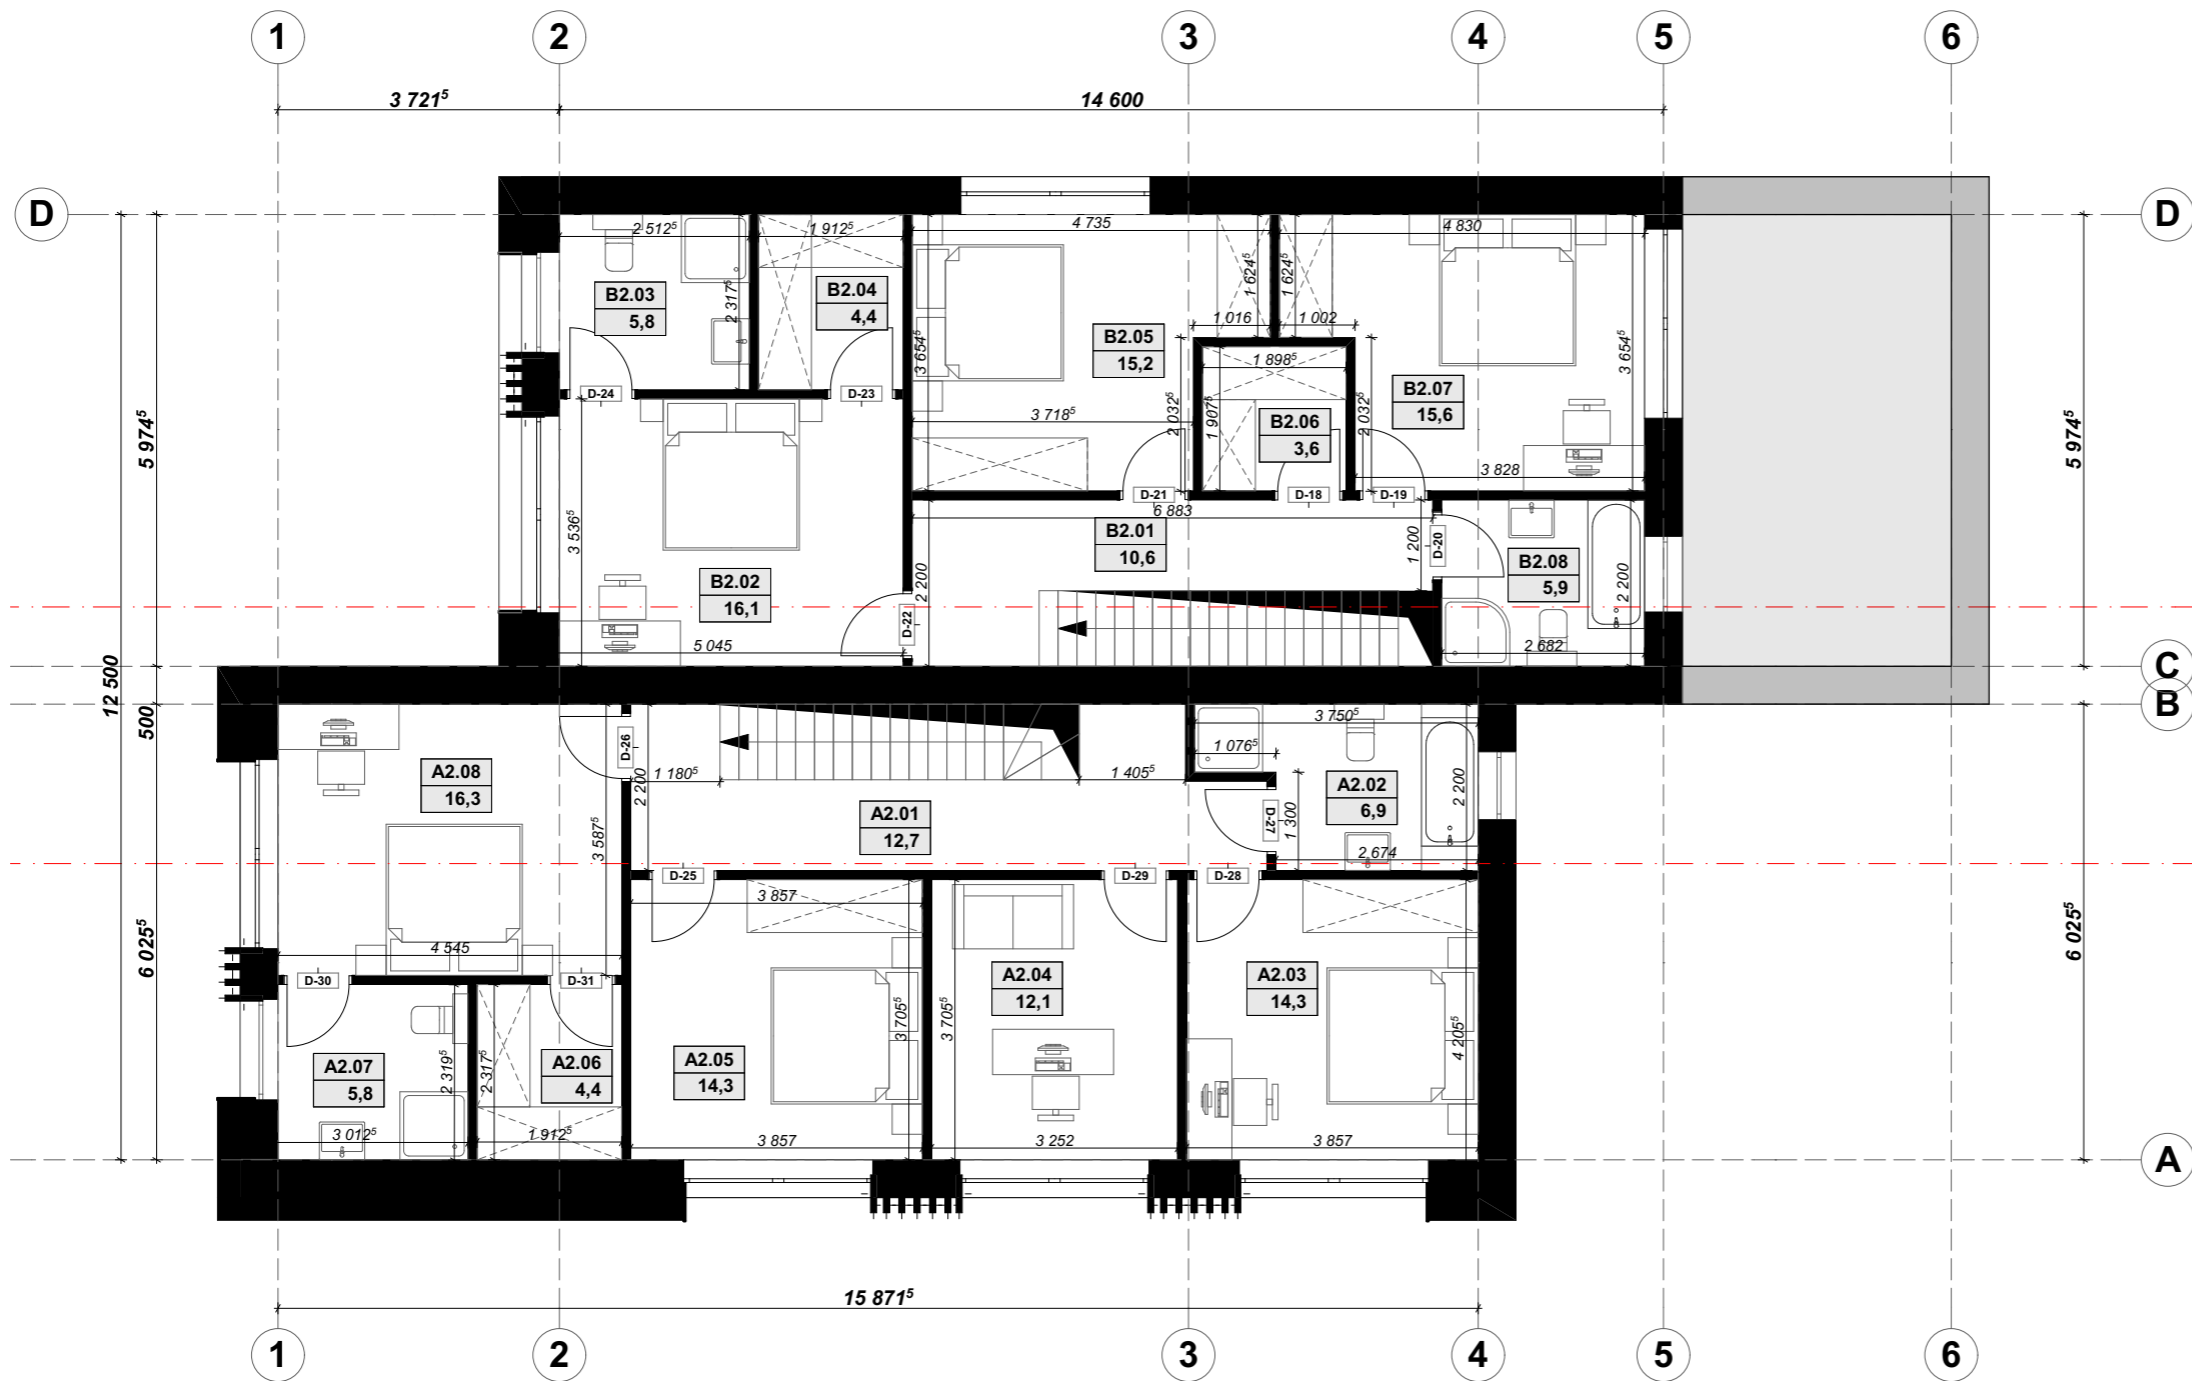 1 2 3 4 5 6
3 721⁵ 14 600
D D
2 512⁵ 1 912⁵ 4 735 4 830
B2.03
5,8
2 317⁵
B2.04
4,4
1 624⁵ 1 624⁵
1 016 1 002
B2.05
15,2
3 654⁵
1 898⁵
3 654⁵
B2.07
15,6
D-24 D-23
2 032⁵ 1 907⁵ 2 032⁵
3 718⁵
B2.06
3,6
3 828
5 974⁵ 5 974⁵
D-21 D-18 D-19
6 883
3 536⁵
B2.01
10,6
1 200
D-20
B2.08
5,9
B2.02
16,1
2 200
2 200
D-22
5 045 2 682
12 500
C
500
B
D-26
3 750⁵
1 076⁵
1 180⁵ 2 200 1 405⁵
A2.08
16,3
A2.02
6,9
2 200
A2.01
12,7
D-27
1 300
3 587⁵
2 674
D-25 D-29 D-28
3 857
6 025⁵ 6 025⁵
4 545
D-30 D-31
A2.04
12,1
A2.03
14,3
3 705⁵ 3 705⁵ 4 205⁵
A2.07
5,8
2 319⁵ 2 317⁵
A2.06
4,4
A2.05
14,3
3 012⁵ 1 912⁵ 3 857 3 252 3 857
A
15 871⁵
1 2 3 4 5 6